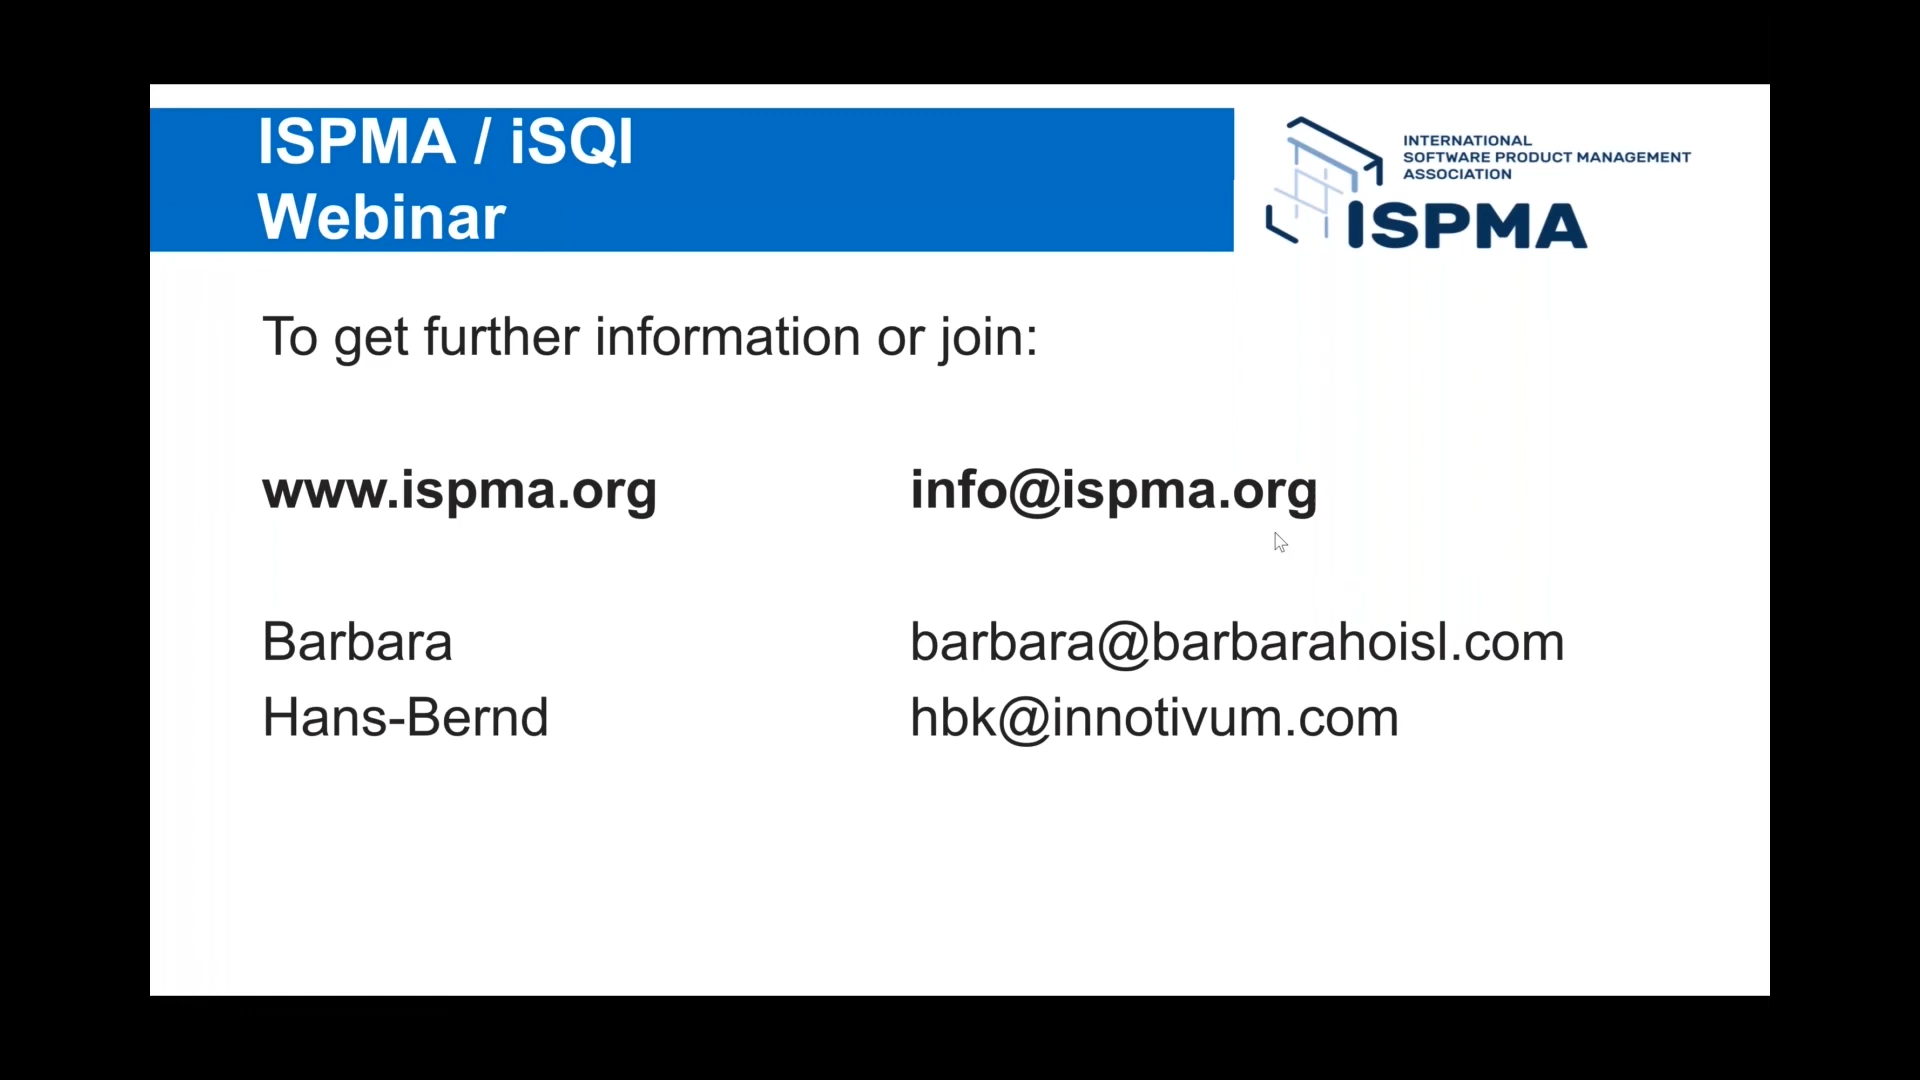 ISPMA / iSQI
Webinar
INTERNATIONAL
SOFTWARE PRODUCT MANAGEMENT
ASSOCIATION
ISPMA
To get further information or join:
www.ispma.org info@ispma.org
Barbara barbara@barbarahoisl.com
Hans-Bernd hbk@innotivum.com